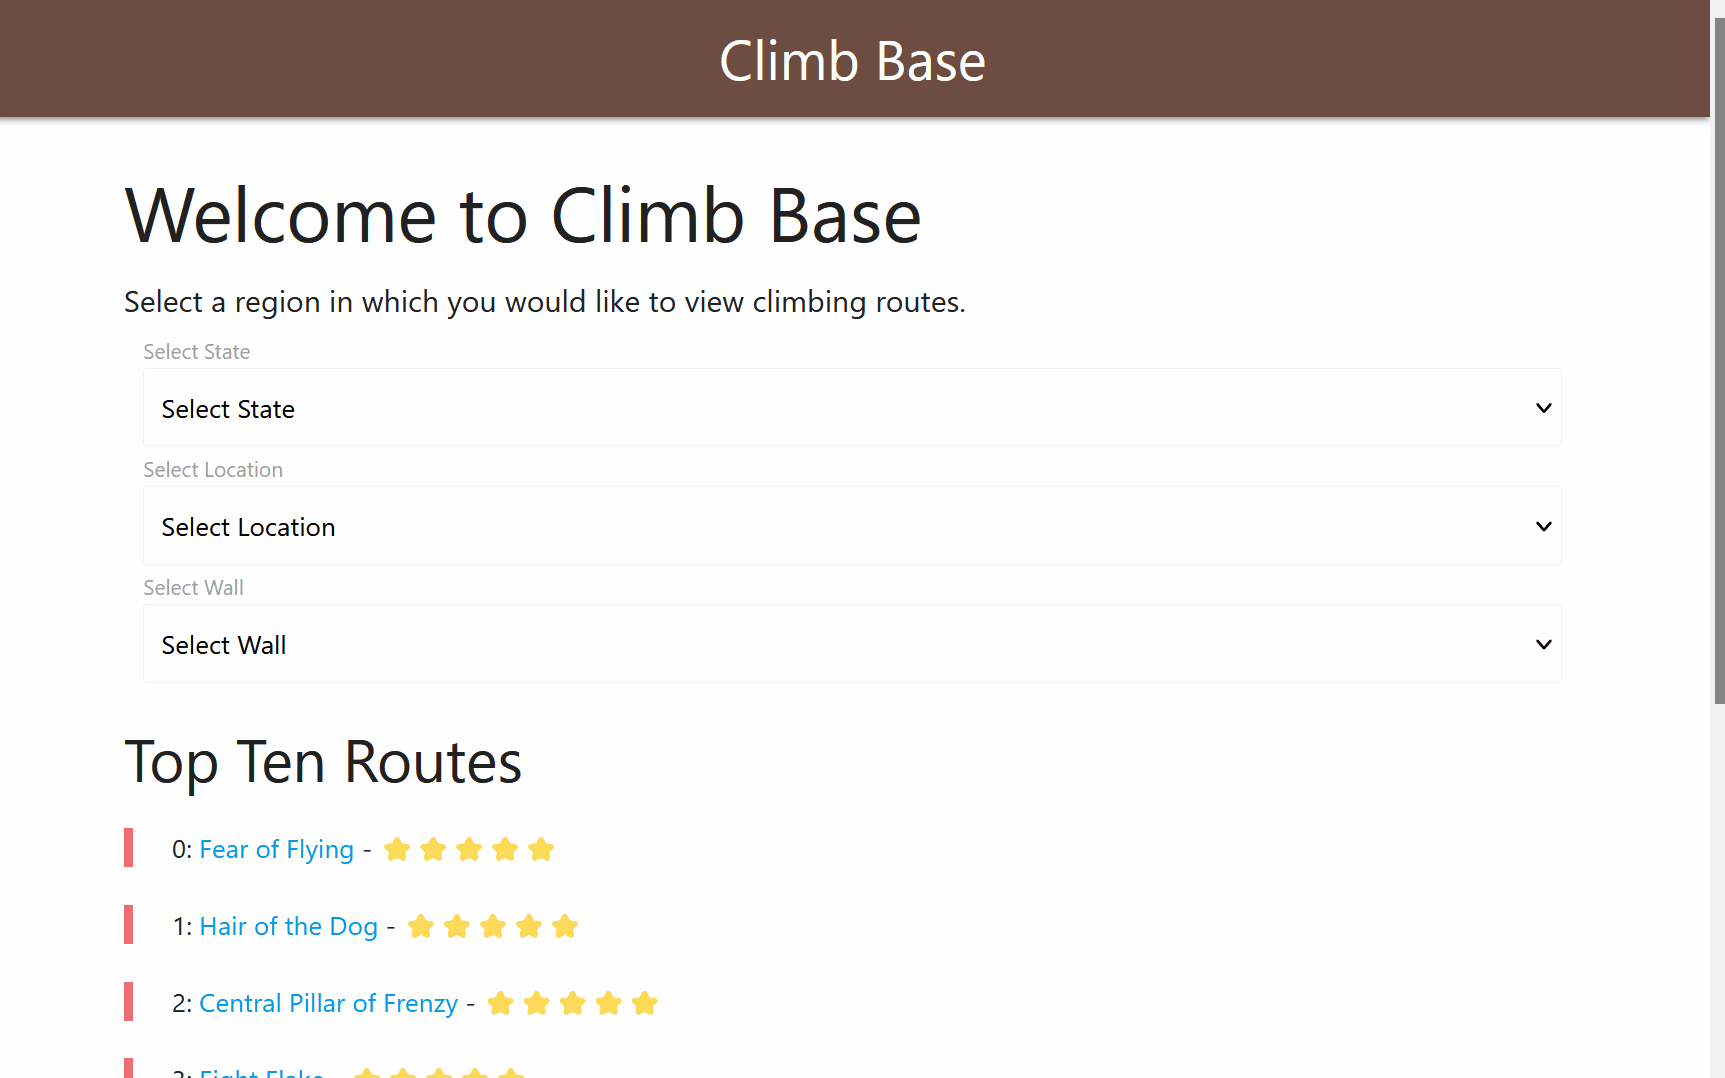 Climb Base
Welcome to Climb Base
Select a region in which you would like to view climbing routes.
Select State
Select State
Select Location
Select Location
Select Wall
Select Wall
Top Ten Routes
0: Fear of Flying -
1: Hair of the Dog -
2: Central Pillar of Frenzy -